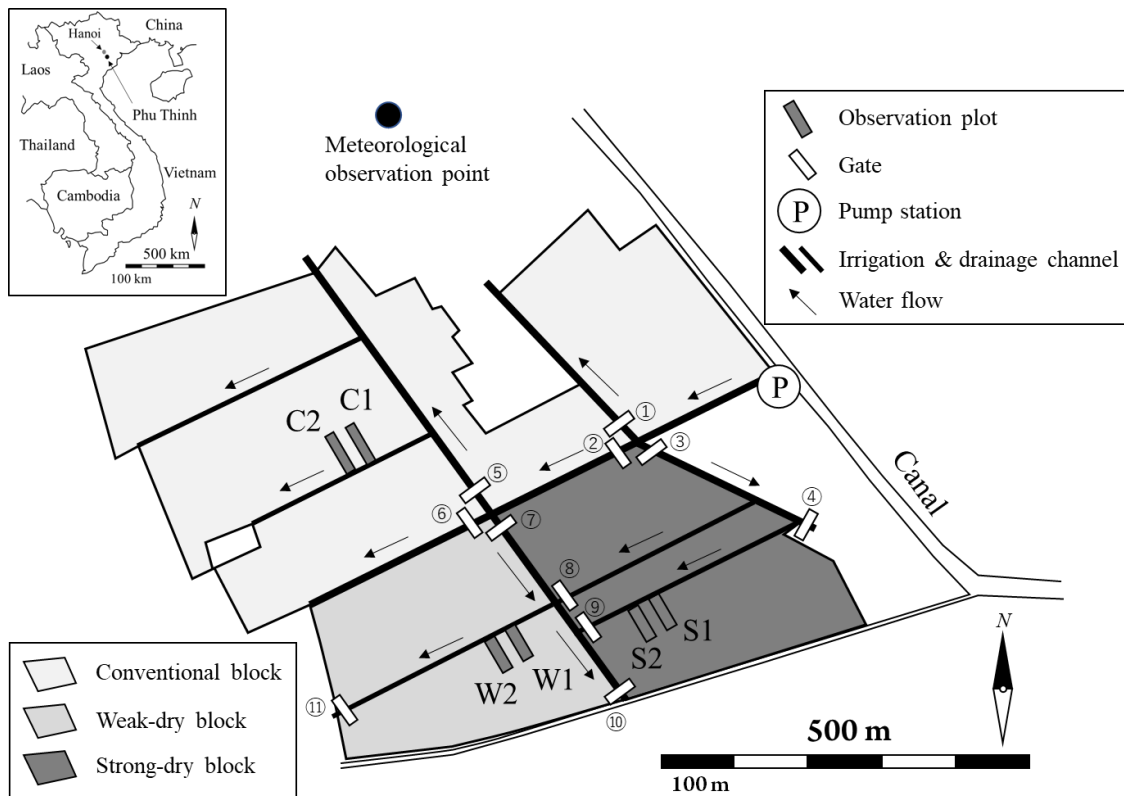 Hanoi
China
Laos
Phu Thinh
Thailand
Vietnam
Cambodia
N
500 km
100 km
Meteorological
observation point
Observation plot
Gate
P
Pump station
Irrigation & drainage channel
Water flow
P
Canal
C2
C1
①
②
③
④
⑤
⑥
⑦
⑧
⑨
S1
S2
W1
W2
⑩
⑪
Conventional block
Weak-dry block
Strong-dry block
N
500 m
100 m